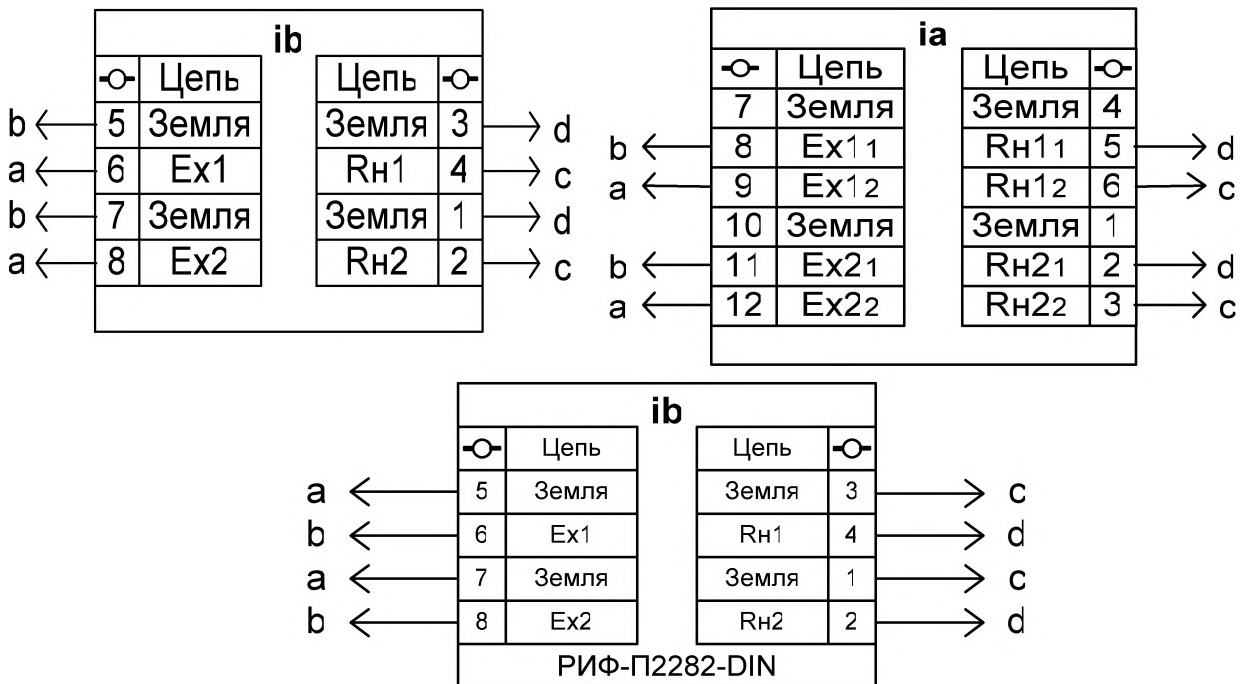 ib
Цепь Цепь
b 5 Земля Земля 3 d
a 6 Ex1 Rн1 4 c
b 7 Земля Земля 1 d
a 8 Ex2 Rн2 2 c
ia
Цепь Цепь
7 Земля Земля 4
b 8 Ex11 Rн11 5 d
a 9 Ex12 Rн12 6 c
10 Земля Земля 1
b 11 Ex21 Rн21 2 d
a 12 Ex22 Rн22 3 c
ib
Цепь Цепь
a 5 Земля Земля 3 c
b 6 Ex1 Rн1 4 d
a 7 Земля Земля 1 c
b 8 Ex2 Rн2 2 d
РИФ-П2282-DIN